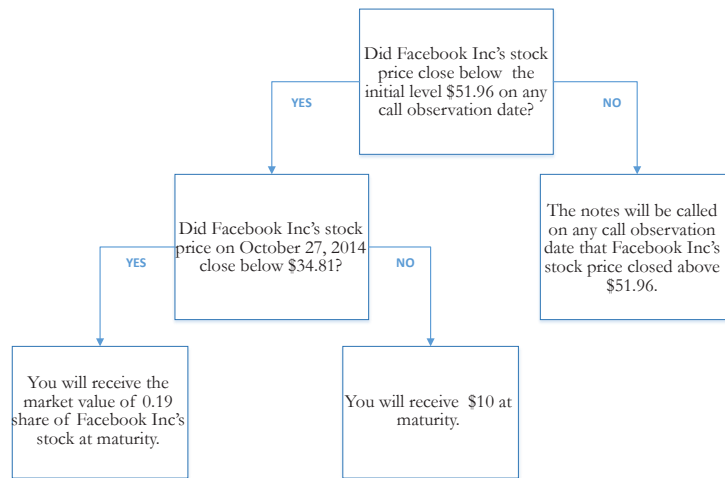 Did Facebook Inc's stock
price close below the
initial level $51.96 on any
call observation date?
YES
NO
Did Facebook Inc's stock
price on October 27, 2014
close below $34.81?
The notes will be called
on any call observation
date that Facebook Inc's
stock price closed above
$51.96.
YES
NO
You will receive the
market value of 0.19
share of Facebook Inc's
stock at maturity.
You will receive $10 at
maturity.